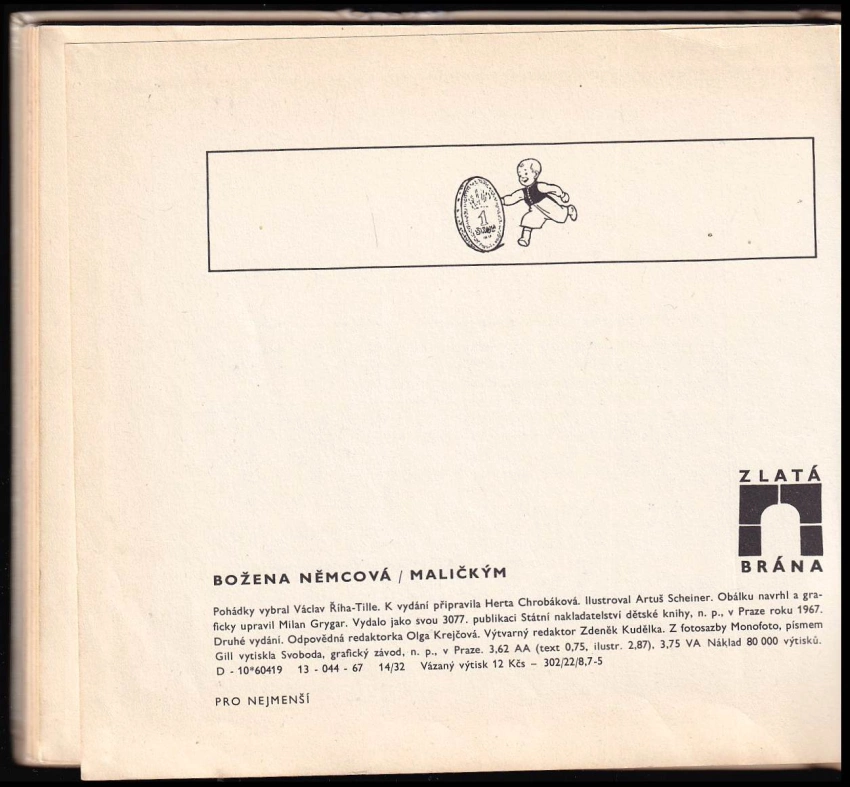 1
ZLATÁ
BRÁNA
BOŽENA NĚMCOVÁ / MALIČKÝM
Pohádky vybral Václav Říha-Tille. K vydání připravila Herta Chrobáková. Ilustroval Artuš Scheiner. Obálku navrhl a gra-
ficky upravil Milan Grygar. Vydalo jako svou 3077. publikaci Státní nakladatelství dětské knihy, n. p., v Praze roku 1967.
Druhé vydání. Odpovědná redaktorka Olga Krejčová. Výtvarný redaktor Zdeněk Kudělka. Z fotosazby Monofoto, písmem
Gill vytiskla Svoboda, grafický závod, n. p., v Praze. 3,62 AA (text 0,75, ilustr. 2,87), 3,75 VA Náklad 80 000 výtisků.
D - 10*60419 13 - 044 - 67 14/32 Vázaný výtisk 12 Kčs – 302/22/8,7-5
PRO NEJMENŠÍ